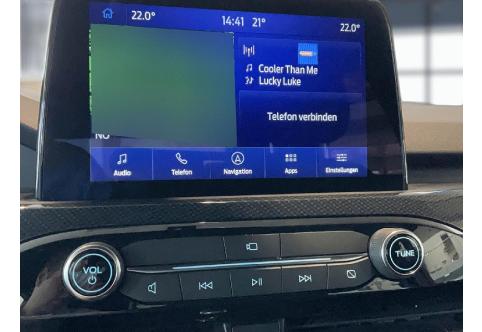 22.0°
14:41 21°
22.0°
Cooler Than Me
Lucky Luke
Telefon verbinden
NO
Audio
Telefon
Navigation
Apps
Einstellungen
VOL
TUNE